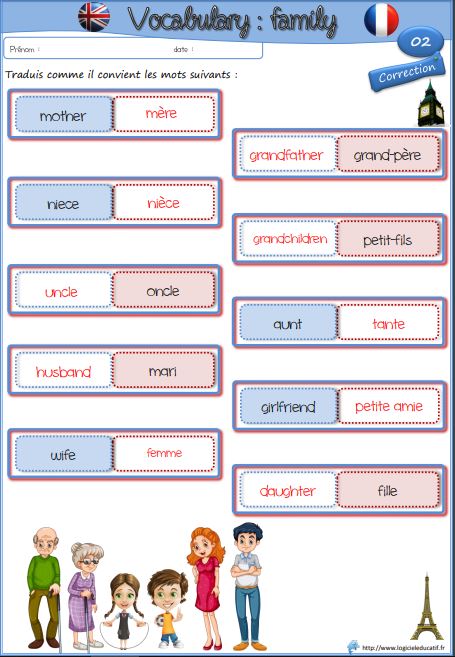 Vocabulary : family
02
Prénom :
date :
Correction
Traduis comme il convient les mots suivants :
mother
mère
grandfather
grand-père
niece
nièce
grandchildren
petit-fils
uncle
oncle
aunt
tante
husband
mari
girlfriend
petite amie
wife
femme
daughter
fille
http://www.logicieleducatif.fr